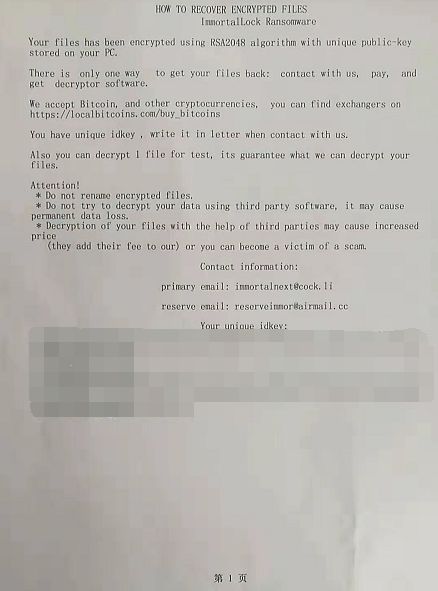 HOW TO RECOVER ENCRYPTED FILES
ImmortalLock Ransomware
Your files has been encrypted using RSA2048 algorithm with unique public-key
stored on your PC.
There is only one way to get your files back: contact with us, pay, and
get decryptor software.
We accept Bitcoin, and other cryptocurrencies, you can find exchangers on
https://localbitcoins.com/buy_bitcoins
You have unique idkey , write it in letter when contact with us.
Also you can decrypt 1 file for test, its guarantee what we can decrypt your
files.
Attention!
* Do not rename encrypted files.
* Do not try to decrypt your data using third party software, it may cause
permanent data loss.
* Decryption of your files with the help of third parties may cause increased
price
(they add their fee to our) or you can become a victim of a scam.
Contact information:
primary email: immortalnext@cock.li
reserve email: reserveimmor@airmail.cc
Your unique idkey:
第 1 页